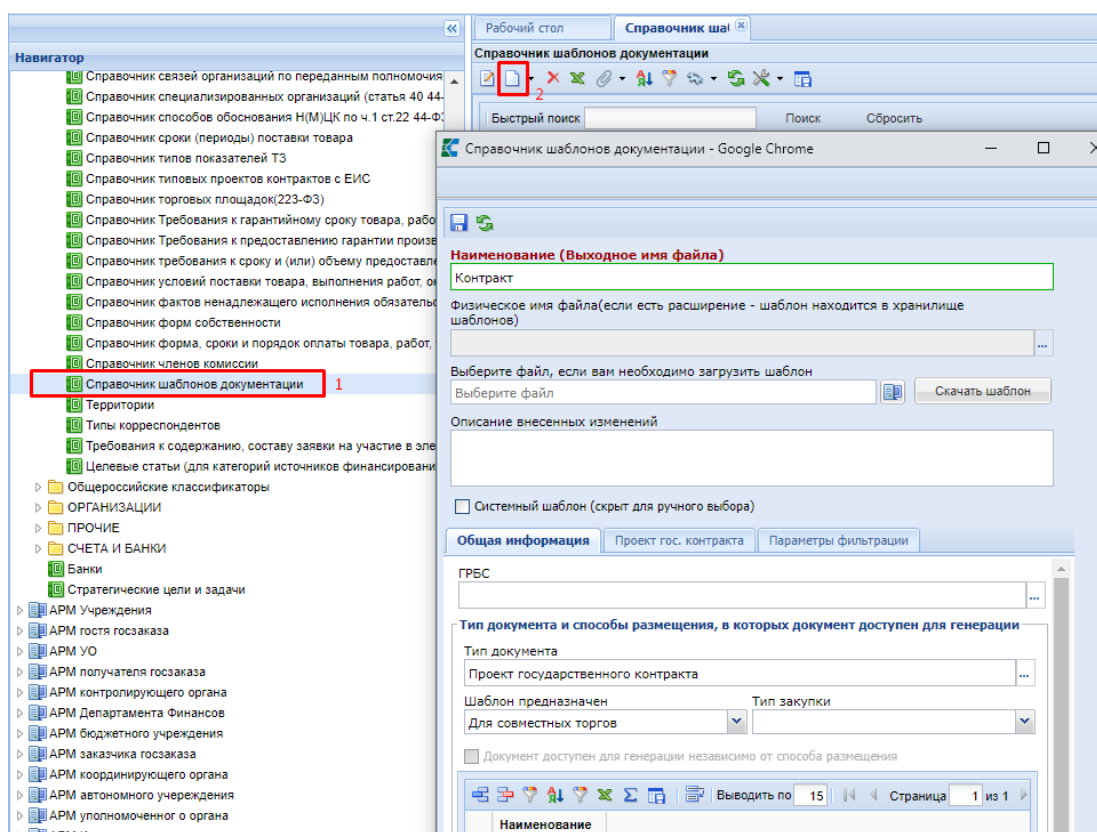 Рабочий стол
Справочник ша
Навигатор
Справочник шаблонов документации
Справочник связей организаций по переданным полномочия
Справочник специализированных организаций (статья 40 44-
Справочник способов обоснования Н(М)ЦК по ч.1 ст.22 44-Ф
Справочник сроки (периоды) поставки товара
Справочник типов показателей ТЗ
Справочник типовых проектов контрактов с ЕИС
Справочник торговых площадок(223-ФЗ)
Справочник Требования к гарантийному сроку товара, рабо
Справочник Требования к предоставлению гарантии произв
Справочник требования к сроку и (или) объему предоставле
Справочник условий поставки товара, выполнения работ, о
Справочник фактов ненадлежащего исполнения обязательс
Справочник форм собственности
Справочник форма, сроки и порядок оплаты товара, работ,
Справочник членов комиссии
Справочник шаблонов документации 1
Территории
Типы корреспондентов
Требования к содержанию, составу заявки на участие в эле
Целевые статьи (для категорий источников финансировани
Общероссийские классификаторы
ОРГАНИЗАЦИИ
ПРОЧИЕ
СЧЕТА И БАНКИ
Банки
Стратегические цели и задачи
АРМ Учреждения
АРМ гостя госзаказа
АРМ УО
АРМ получателя госзаказа
АРМ контролирующего органа
АРМ Департамента Финансов
АРМ бюджетного учреждения
АРМ заказчика госзаказа
АРМ координирующего органа
АРМ автономного учереждения
АРМ уполномоченног о органа
2
Быстрый поиск Поиск Сбросить
Справочник шаблонов документации - Google Chrome
Наименование (Выходное имя файла)
Контракт
Физическое имя файла(если есть расширение - шаблон находится в хранилище
шаблонов)
...
Выберите файл, если вам необходимо загрузить шаблон
Выберите файл Скачать шаблон
Описание внесенных изменений
Системный шаблон (скрыт для ручного выбора)
Общая информация Проект гос. контракта Параметры фильтрации
ГРБС
...
Тип документа и способы размещения, в которых документ доступен для генерации
Тип документа
Проект государственного контракта ...
Шаблон предназначен Тип закупки
Для совместных торгов
Документ доступен для генерации независимо от способа размещения
Выводить по 15 Страница 1 из 1
Наименование